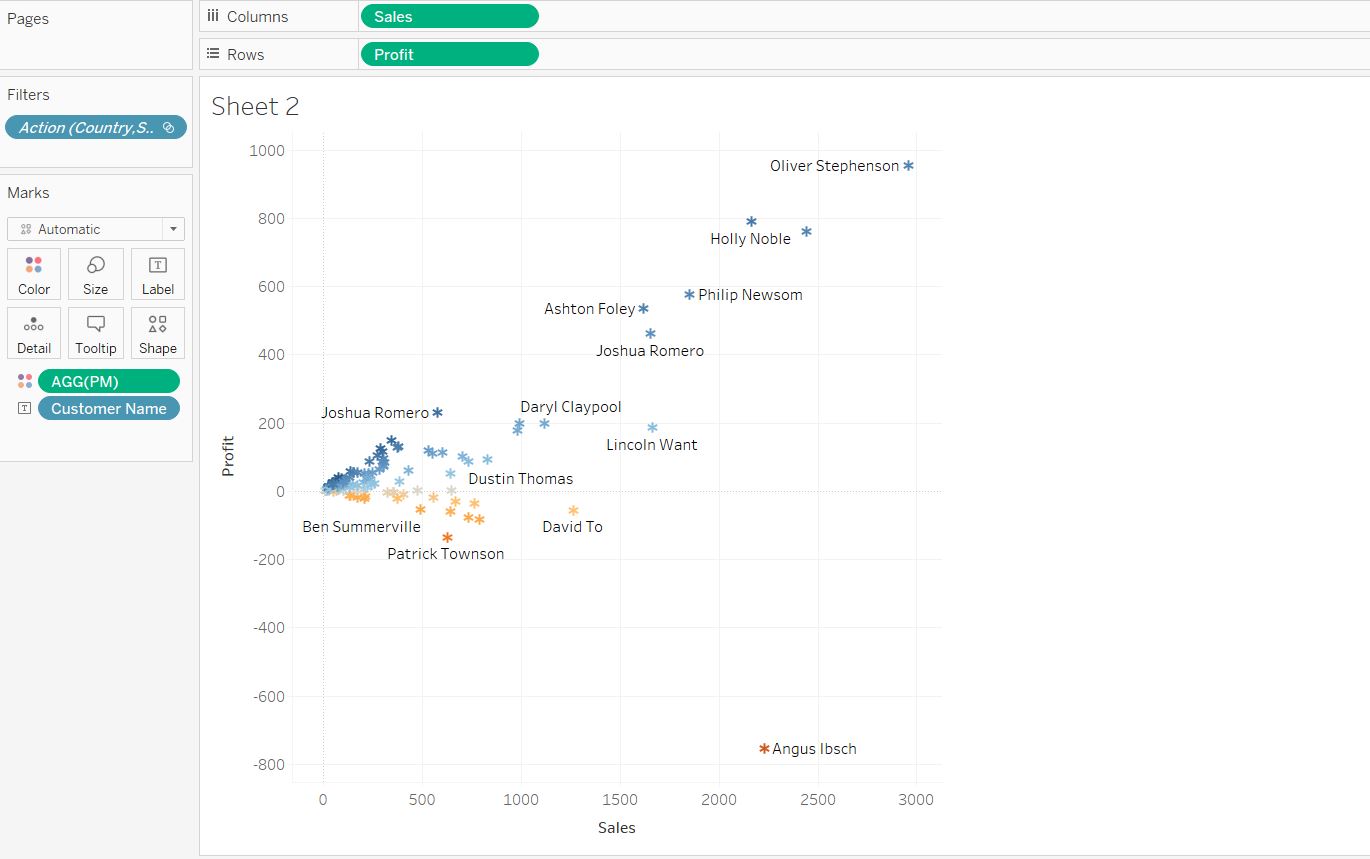 Pages
Columns
Sales
Rows
Profit
Filters
Action (Country,S..
Marks
Automatic
Color
Size
T
Label
Detail
Tooltip
Shape
AGG(PM)
T
Customer Name
Sheet 2
Profit
1000
800
600
400
200
0
-200
-400
-600
-800
Oliver Stephenson
Holly Noble
Philip Newsom
Ashton Foley
Joshua Romero
Joshua Romero
Daryl Claypool
Lincoln Want
Dustin Thomas
Ben Summerville
David To
Patrick Townson
Angus Ibsch
0 500 1000 1500 2000 2500 3000
Sales